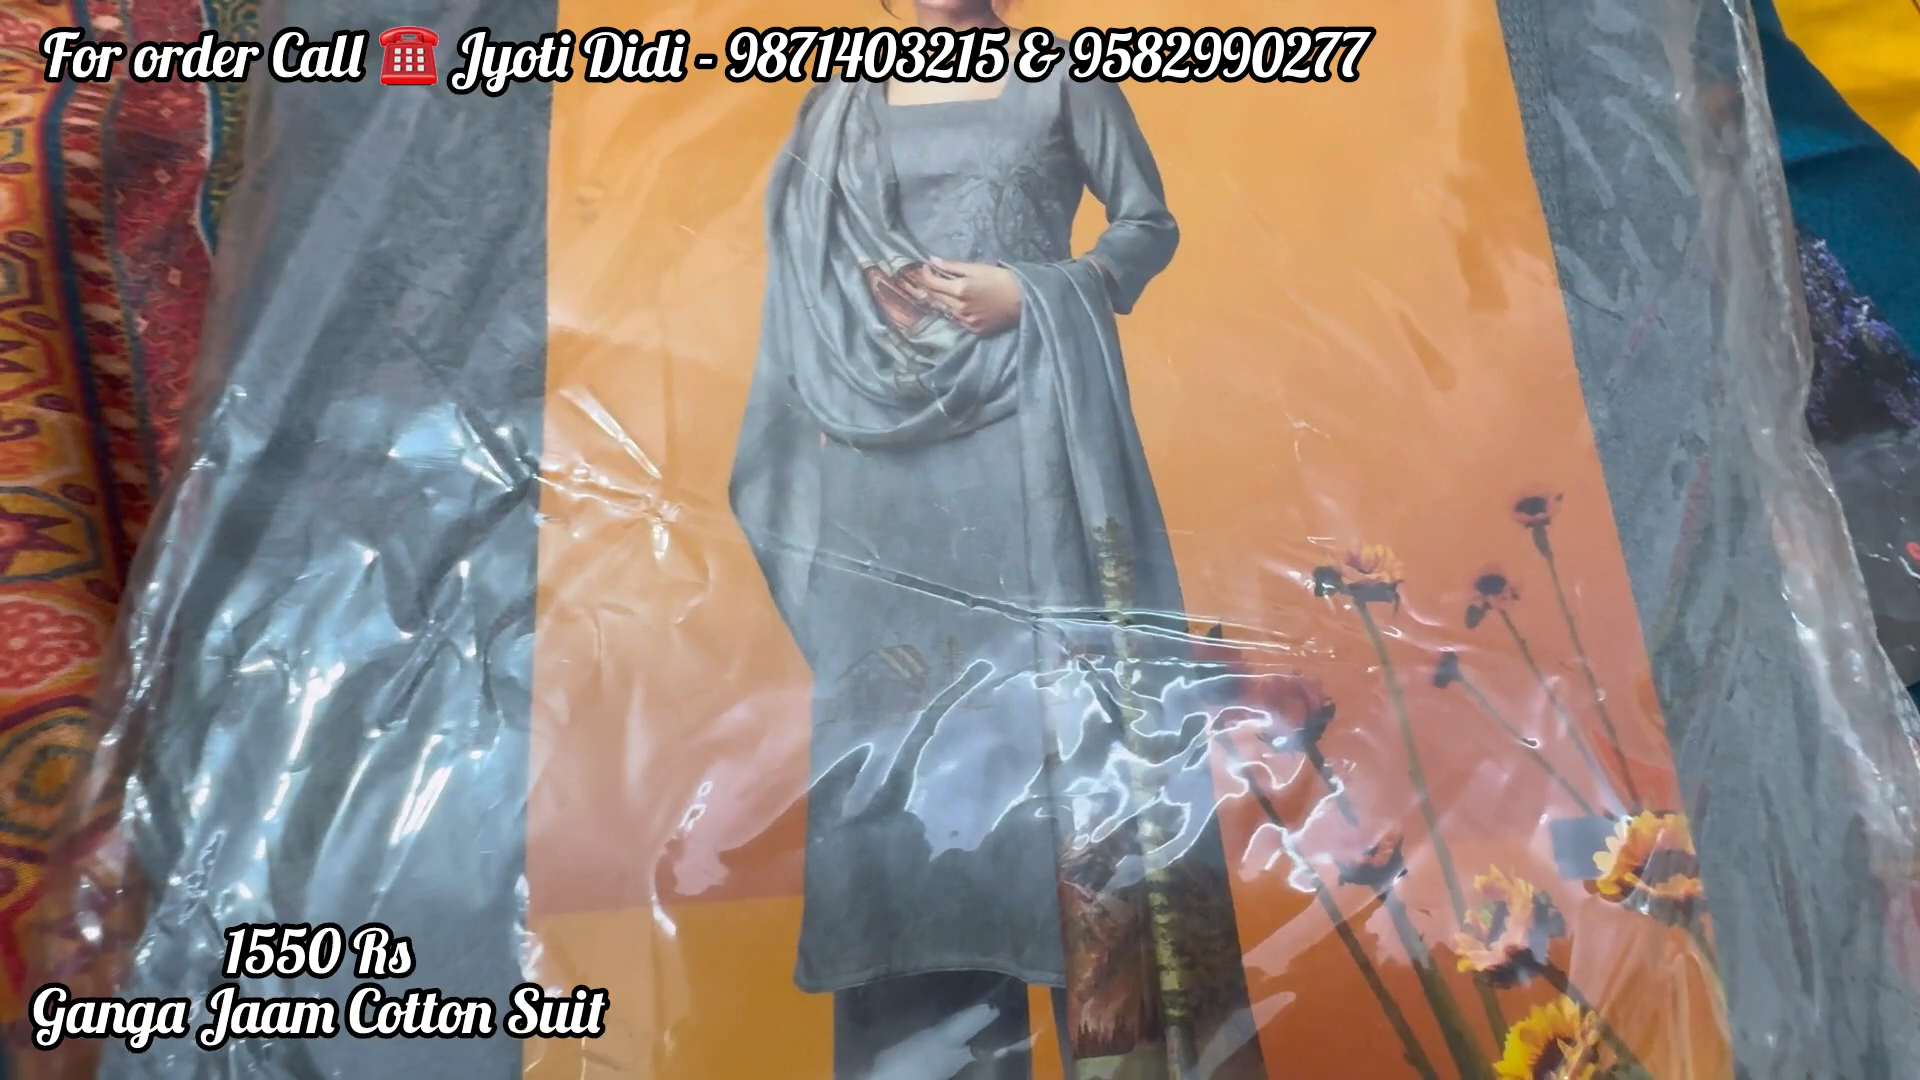 For order Call ☎️ Jyoti Didi - 9871403215 & 9582990277
1550 Rs
Ganga Jaam Cotton Suit